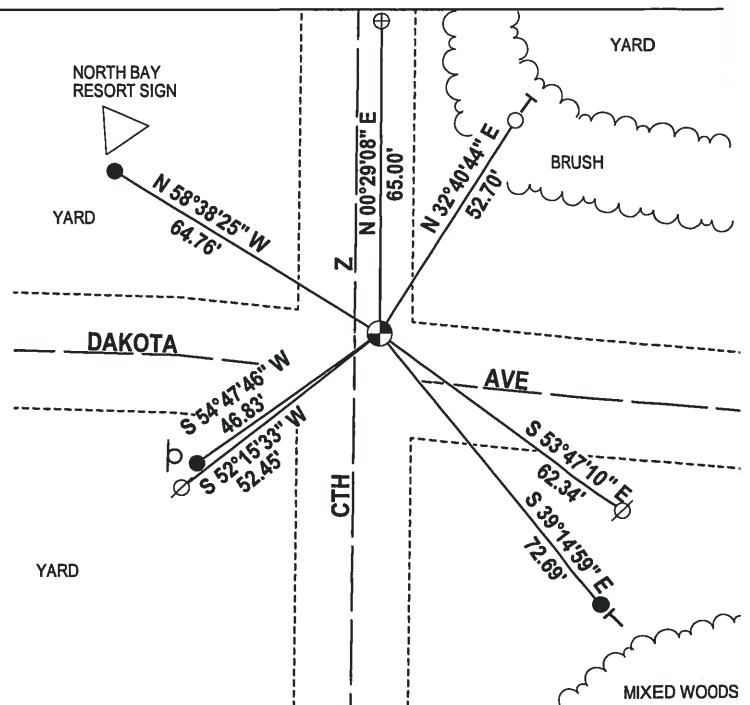 YARD
NORTH BAY
RESORT SIGN
N 00°29'08" E
65.00'
N 32°40'44" E
52.70'
BRUSH
N 58°38'25" W
64.76'
YARD
Z
DAKOTA
AVE
S 54°47'46" W
46.83'
S 52°15'33" W
52.45'
S 53°47'10" E
62.34'
S 39°14'59" E
72.69'
CTH
YARD
MIXED WOODS